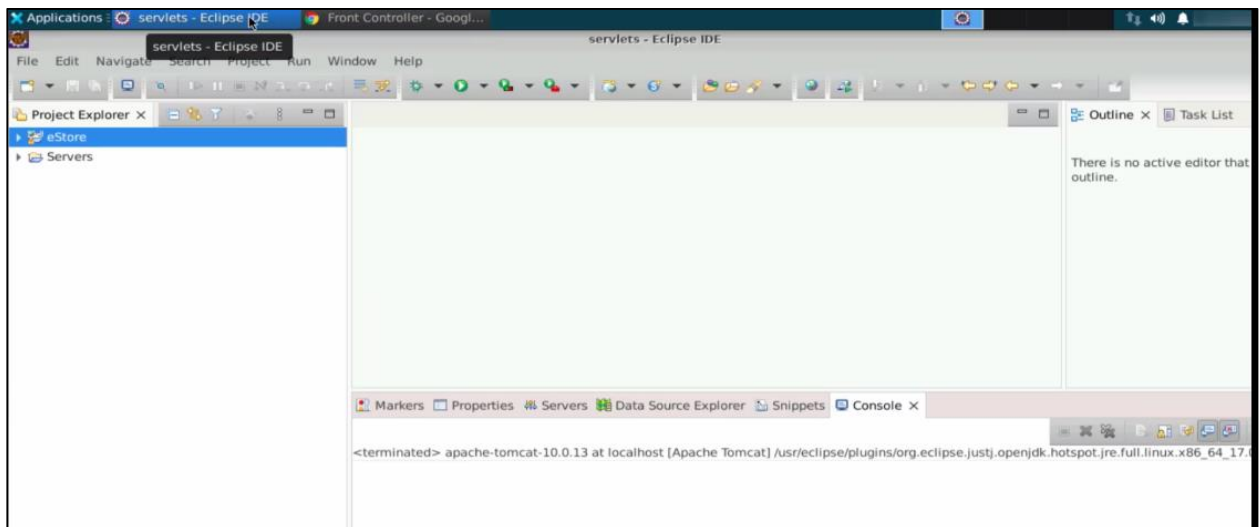 Applications
servlets - Eclipse IDE
Front Controller - Googl...
servlets - Eclipse IDE
servlets - Eclipse IDE
File Edit Navigate Search Project Run Window Help
Project Explorer
Outline
Task List
eStore
Servers
There is no active editor that
outline.
Markers Properties Servers Data Source Explorer Snippets Console
<terminated> apache-tomcat-10.0.13 at localhost [Apache Tomcat] /usr/eclipse/plugins/org.eclipse.justj.openjdk.hotspot.jre.full.linux.x86_64_17.